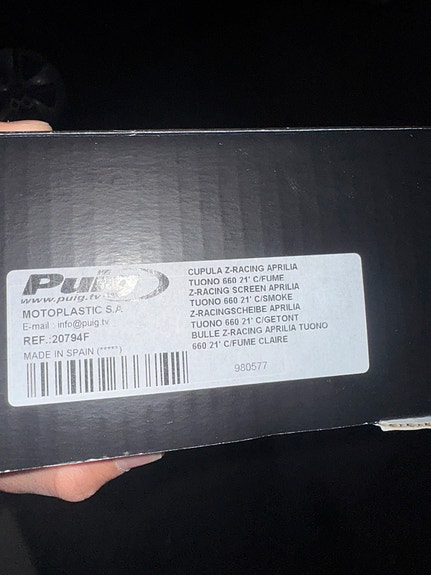 Puig
www.puig.tv
MOTOPLASTIC S.A
E-mail : info@puig.tv
REF.:20794F
MADE IN SPAIN (*****)
CUPULA Z-RACING APRILIA
TUONO 660 21' C/FUME
Z-RACING SCREEN APRILIA
TUONO 660 21' C/SMOKE
Z-RACINGSCHEIBE APRILIA
TUONO 660 21' C/GETONT
BULLE Z-RACING APRILIA TUONO
660 21' C/FUME CLAIRE
980577